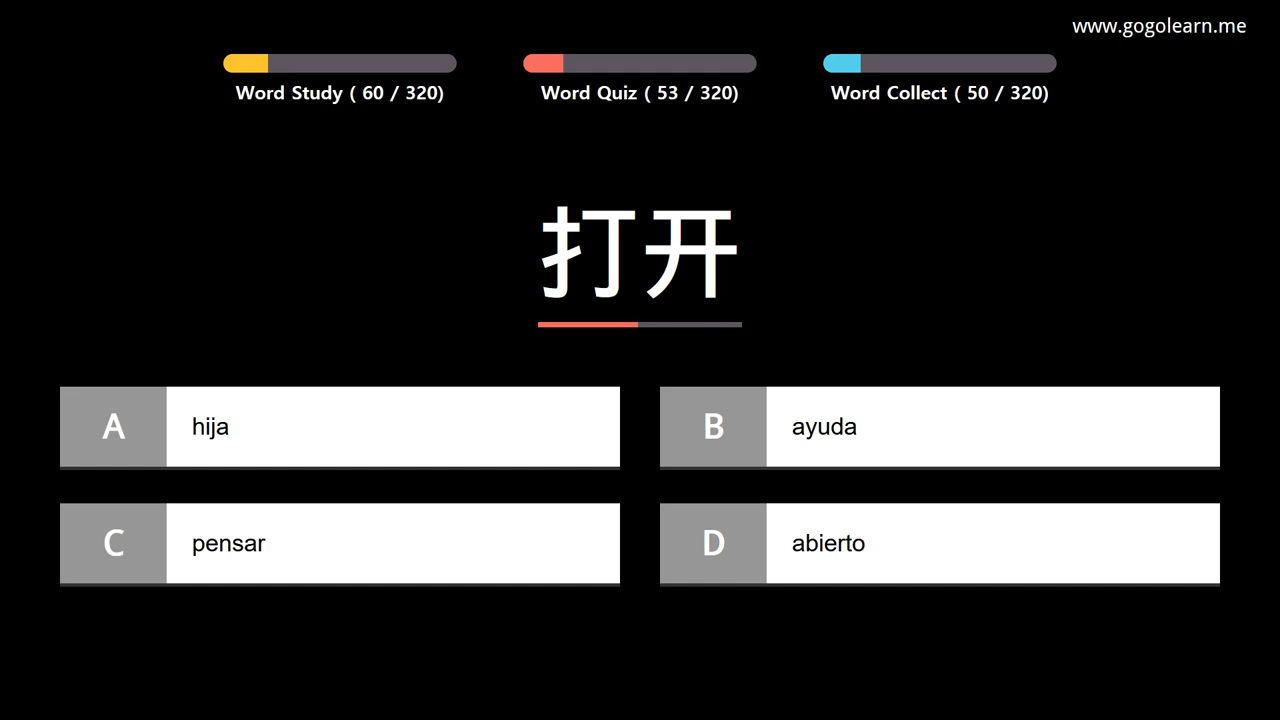 www.gogolearn.me
Word Study ( 60 / 320)
Word Quiz ( 53 / 320)
Word Collect ( 50 / 320)
打开
A hija
B ayuda
C pensar
D abierto